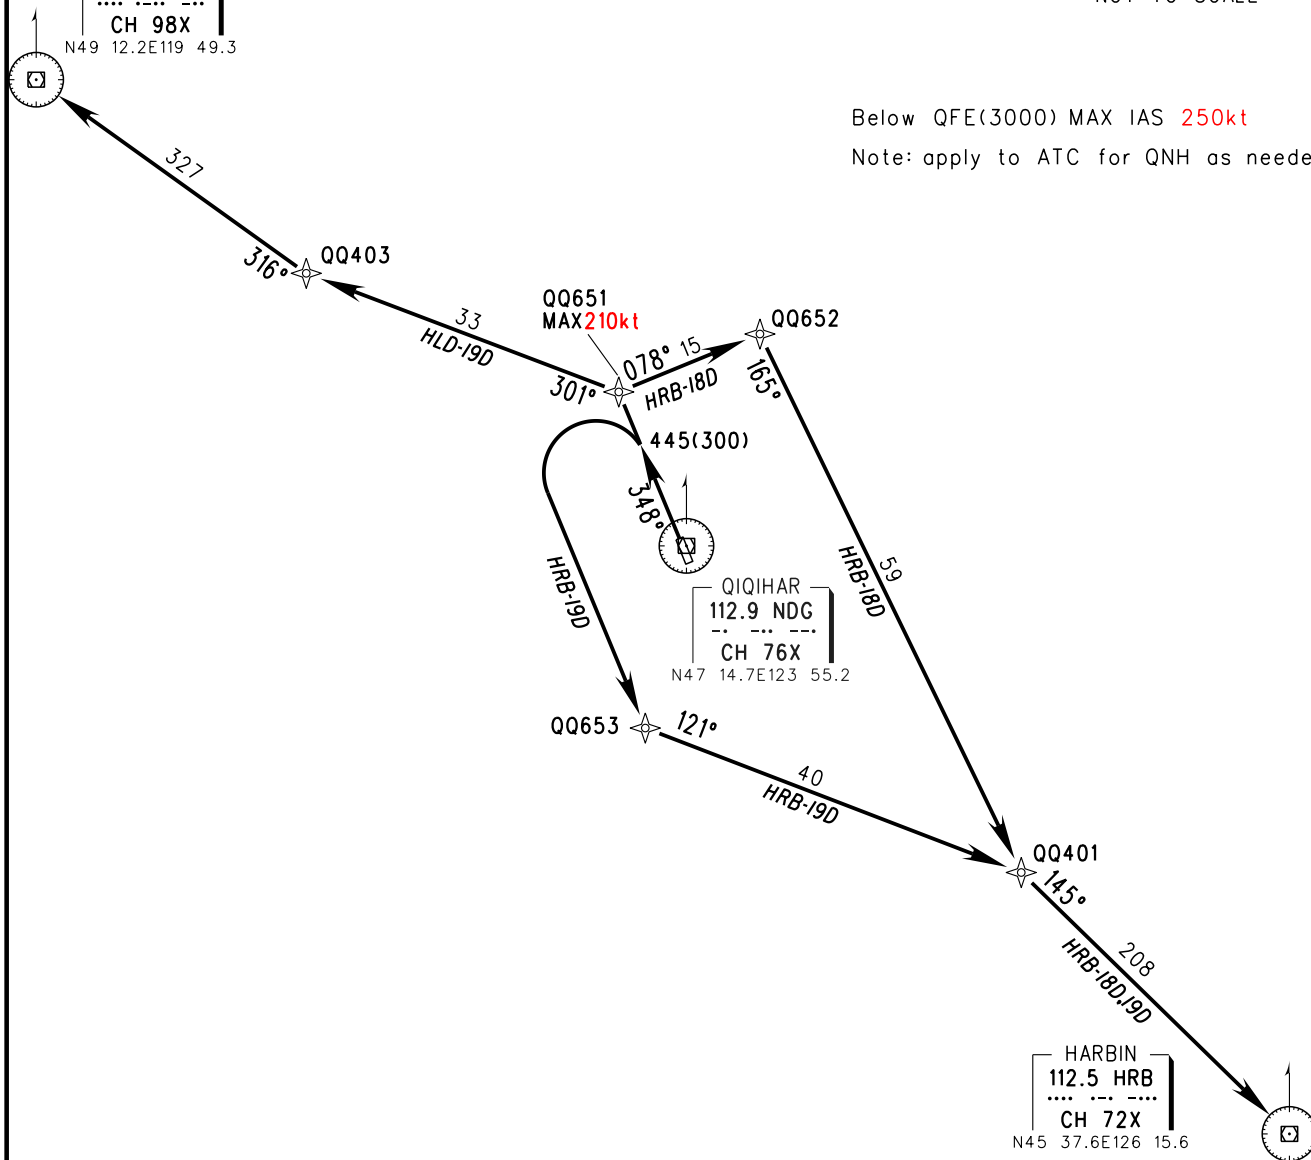 CH 98X
N49 12.2E119 49.3
Below QFE(3000) MAX IAS 250kt
Note: apply to ATC for QNH as neede
327
316°
QQ403
33
HLD-19D
301°
QQ651
MAX210kt
078° 15
HRB-18D
QQ652
165°
445(300)
348°
HRB-19D
59
HRB-18D
QIQIHAR
112.9 NDG
CH 76X
N47 14.7E123 55.2
QQ653
121°
40
HRB-19D
QQ401
145°
208
HRB-18D,19D
HARBIN
112.5 HRB
CH 72X
N45 37.6E126 15.6